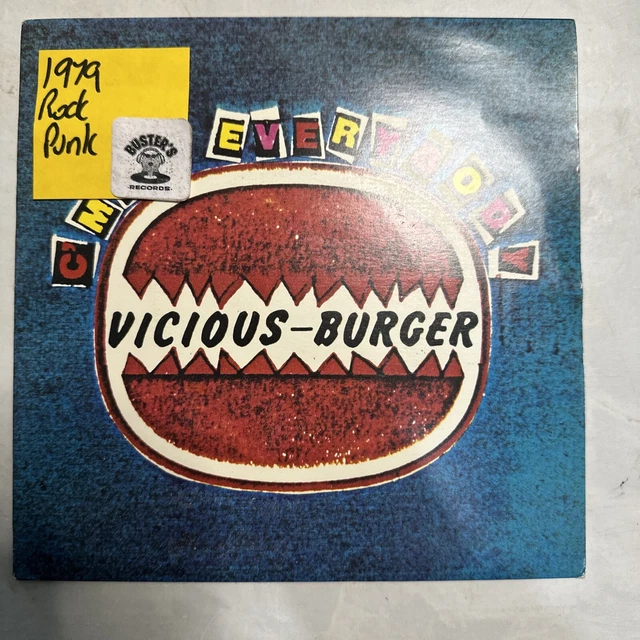 1979
Rock
Punk
BUSTER'S
RECORDS
C'M
EVERYBODY
VICIOUS-BURGER